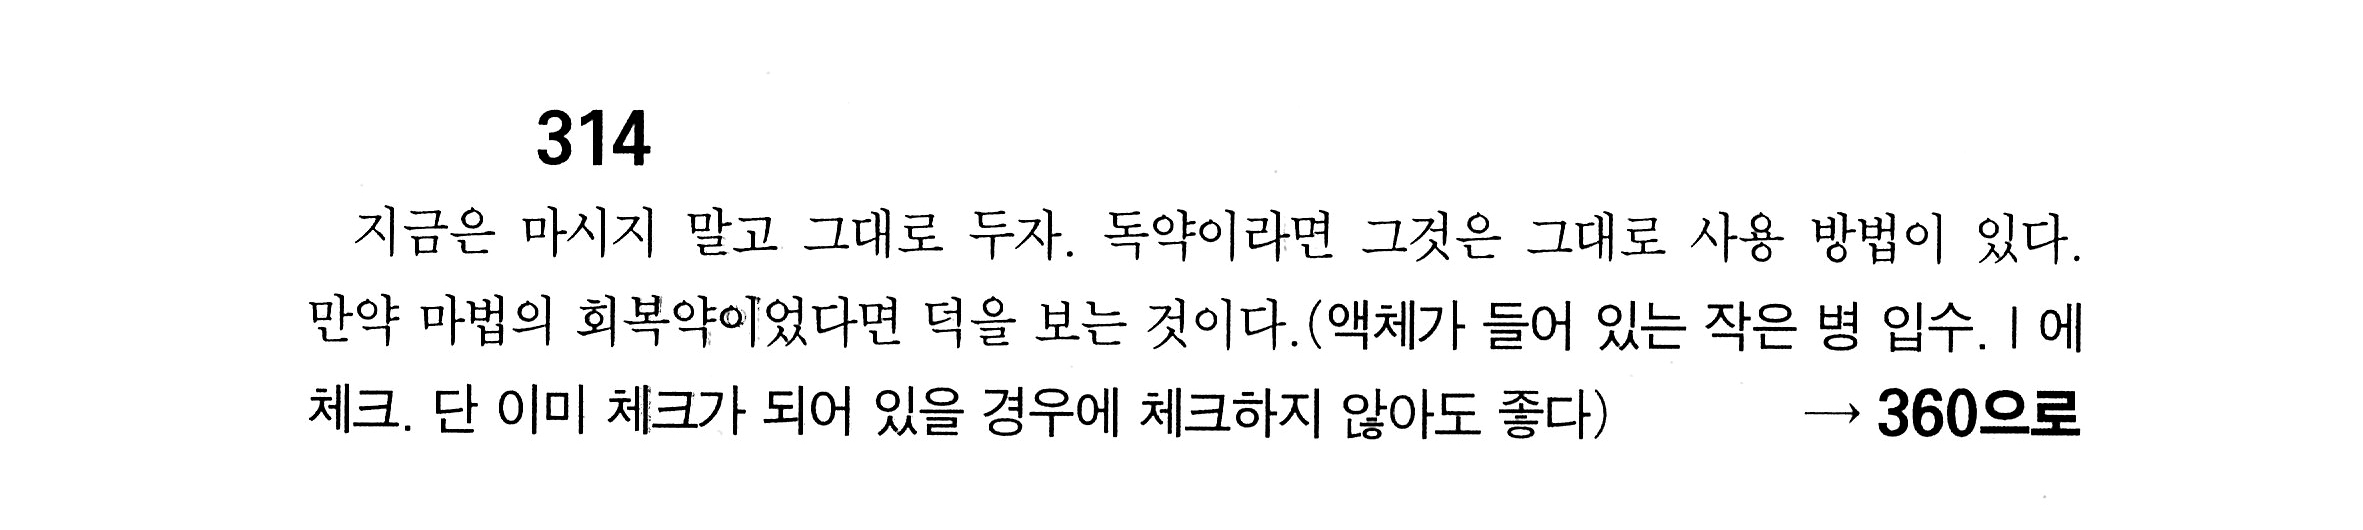 314
지금은 마시지 말고 그대로 두자. 독약이라면 그것은 그대로 사용 방법이 있다.
만약 마법의 회복약이었다면 덕을 보는 것이다.(액체가 들어 있는 작은 병 입수. I 에
체크. 단 이미 체크가 되어 있을 경우에 체크하지 않아도 좋다) → 360으로